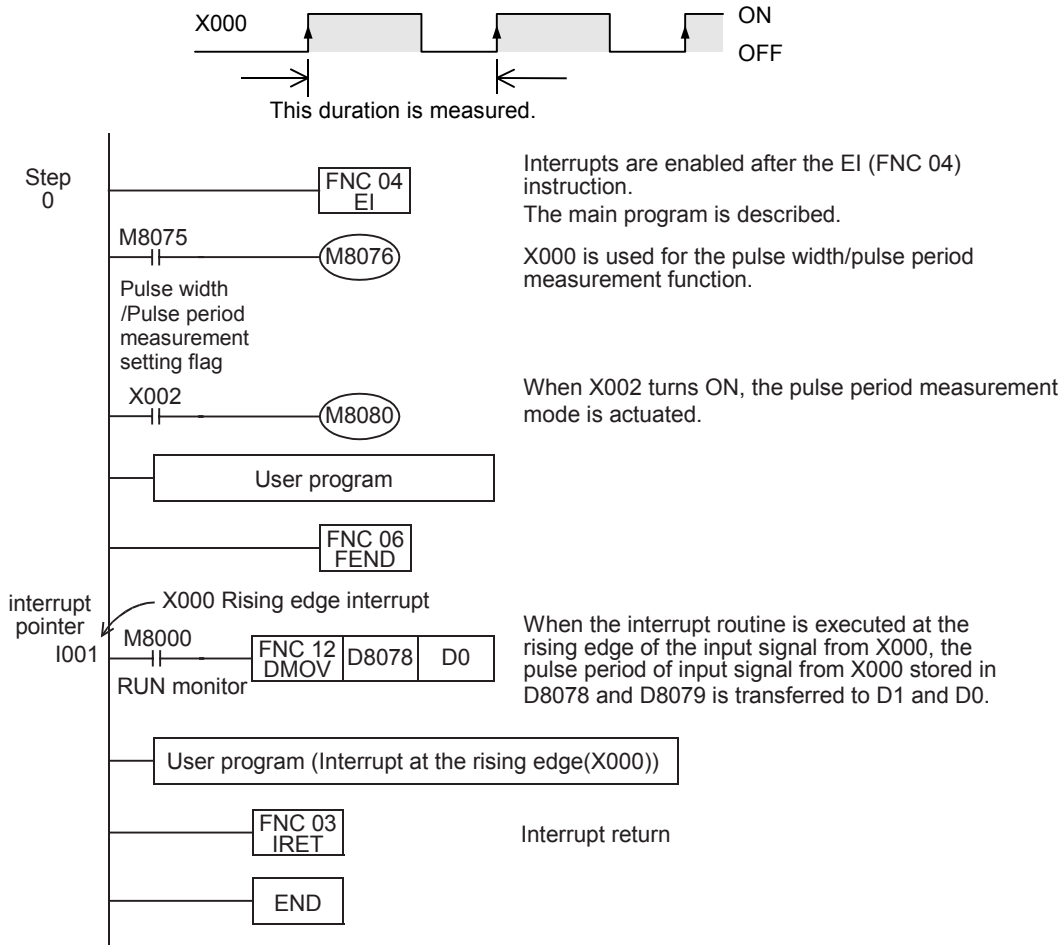 X000
ON
OFF
This duration is measured.
Step
0
FNC 04
EI
Interrupts are enabled after the EI (FNC 04)
instruction.
The main program is described.
M8075
M8076
X000 is used for the pulse width/pulse period
measurement function.
Pulse width
/Pulse period
measurement
setting flag
X002
M8080
When X002 turns ON, the pulse period measurement
mode is actuated.
User program
FNC 06
FEND
interrupt
pointer
I001
X000 Rising edge interrupt
M8000
RUN monitor
FNC 12
DMOV
D8078
D0
When the interrupt routine is executed at the
rising edge of the input signal from X000, the
pulse period of input signal from X000 stored in
D8078 and D8079 is transferred to D1 and D0.
User program (Interrupt at the rising edge(X000))
FNC 03
IRET
Interrupt return
END